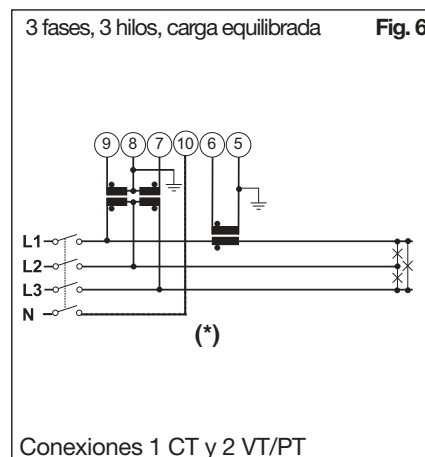 3 fases, 3 hilos, carga equilibrada Fig. 6
9 8 7 10 6 5
L1
L2
L3
N
(*)
Conexiones 1 CT y 2 VT/PT